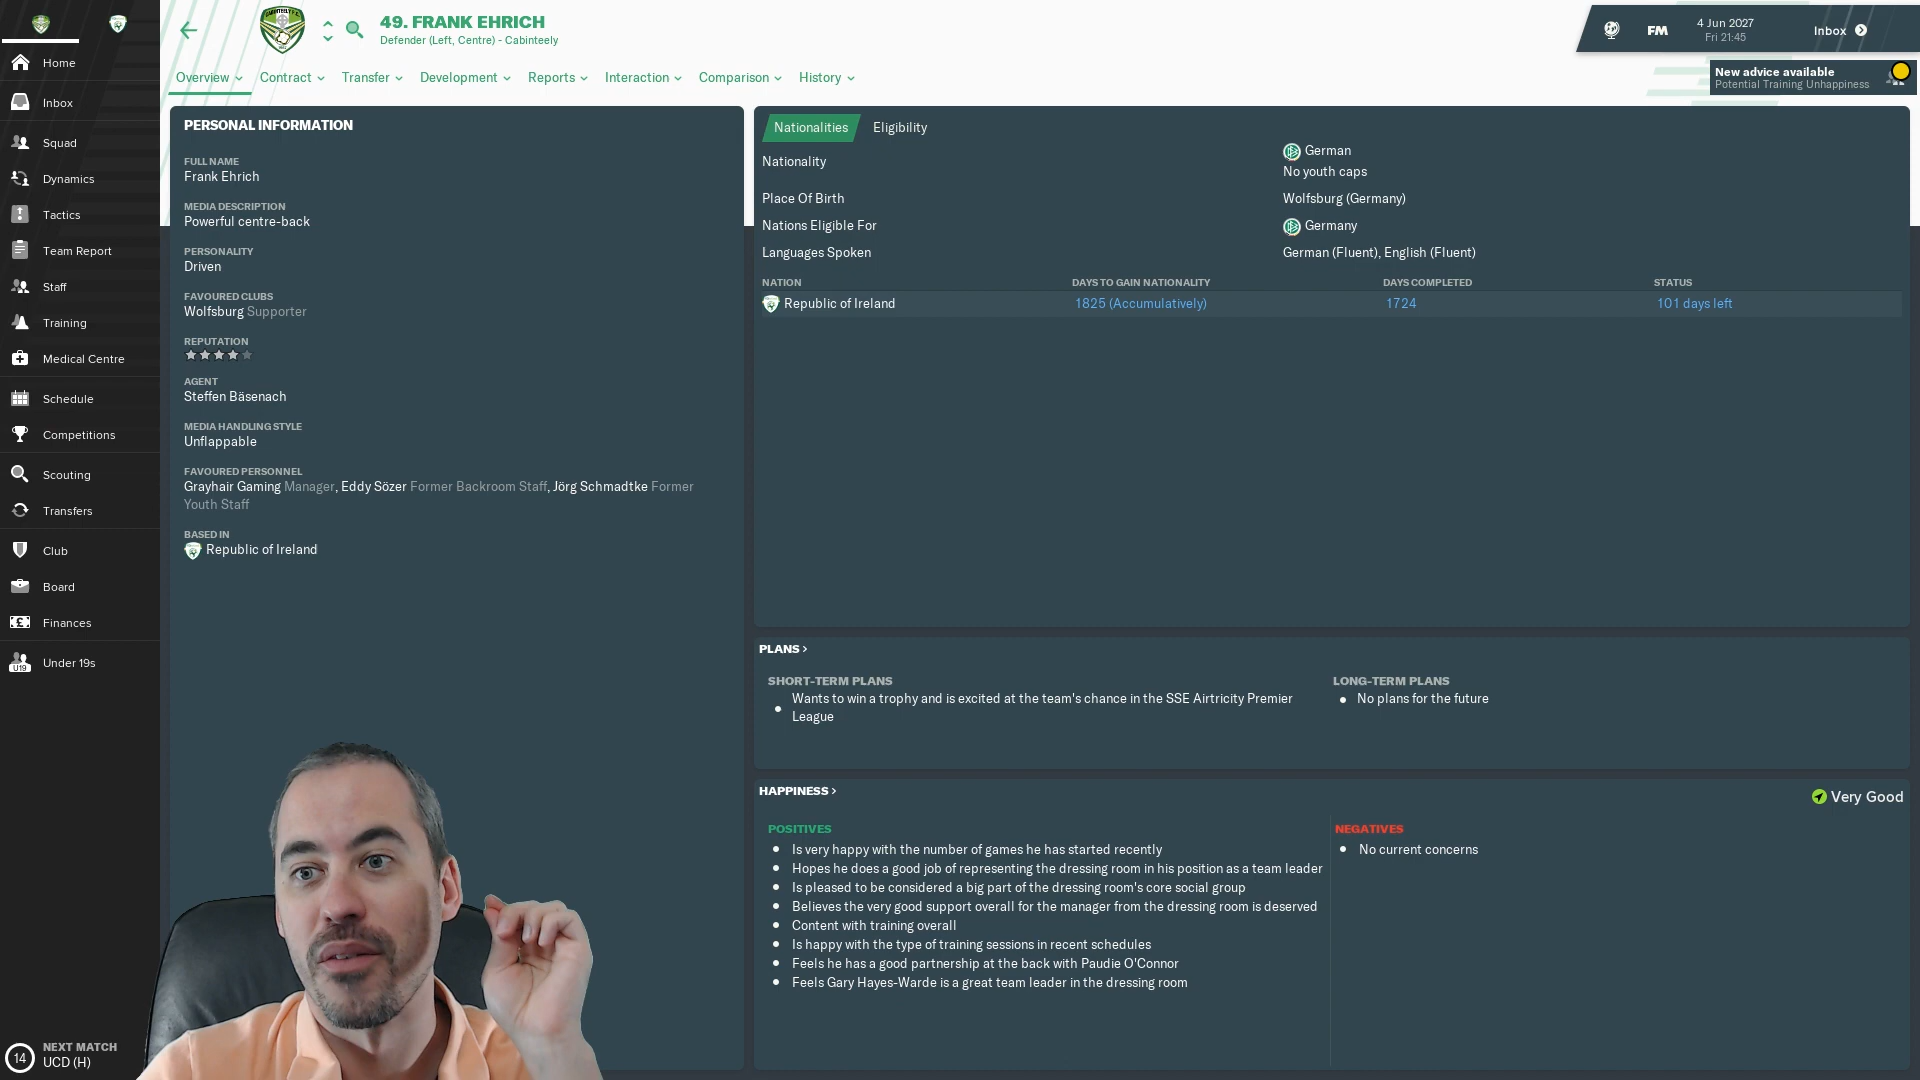 49. FRANK EHRICH
Defender (Left, Centre) - Cabinteely
4 Jun 2027
Fri 21:45
FM
Inbox
New advice available
Potential Training Unhappiness
Overview
Contract
Transfer
Development
Reports
Interaction
Comparison
History
Home
Inbox
Squad
Dynamics
Tactics
Team Report
Staff
Training
Medical Centre
Schedule
Competitions
Scouting
Transfers
Club
Board
Finances
U19
Under 19s
14
NEXT MATCH
UCD (H)
PERSONAL INFORMATION
FULL NAME
Frank Ehrich
MEDIA DESCRIPTION
Powerful centre-back
PERSONALITY
Driven
FAVOURED CLUBS
Wolfsburg Supporter
REPUTATION
AGENT
Steffen Bäsenach
MEDIA HANDLING STYLE
Unflappable
FAVOURED PERSONNEL
Grayhair Gaming Manager, Eddy Sözer Former Backroom Staff, Jörg Schmadtke Former
Youth Staff
BASED IN
Republic of Ireland
Nationalities
Eligibility
Nationality
German
No youth caps
Place Of Birth
Wolfsburg (Germany)
Nations Eligible For
Germany
Languages Spoken
German (Fluent), English (Fluent)
NATION DAYS TO GAIN NATIONALITY DAYS COMPLETED STATUS
Republic of Ireland 1825 (Accumulatively) 1724 101 days left
PLANS >
SHORT-TERM PLANS
Wants to win a trophy and is excited at the team's chance in the SSE Airtricity Premier
League
LONG-TERM PLANS
No plans for the future
HAPPINESS >
Very Good
POSITIVES
Is very happy with the number of games he has started recently
Hopes he does a good job of representing the dressing room in his position as a team leader
Is pleased to be considered a big part of the dressing room's core social group
Believes the very good support overall for the manager from the dressing room is deserved
Content with training overall
Is happy with the type of training sessions in recent schedules
Feels he has a good partnership at the back with Paudie O'Connor
Feels Gary Hayes-Warde is a great team leader in the dressing room
NEGATIVES
No current concerns